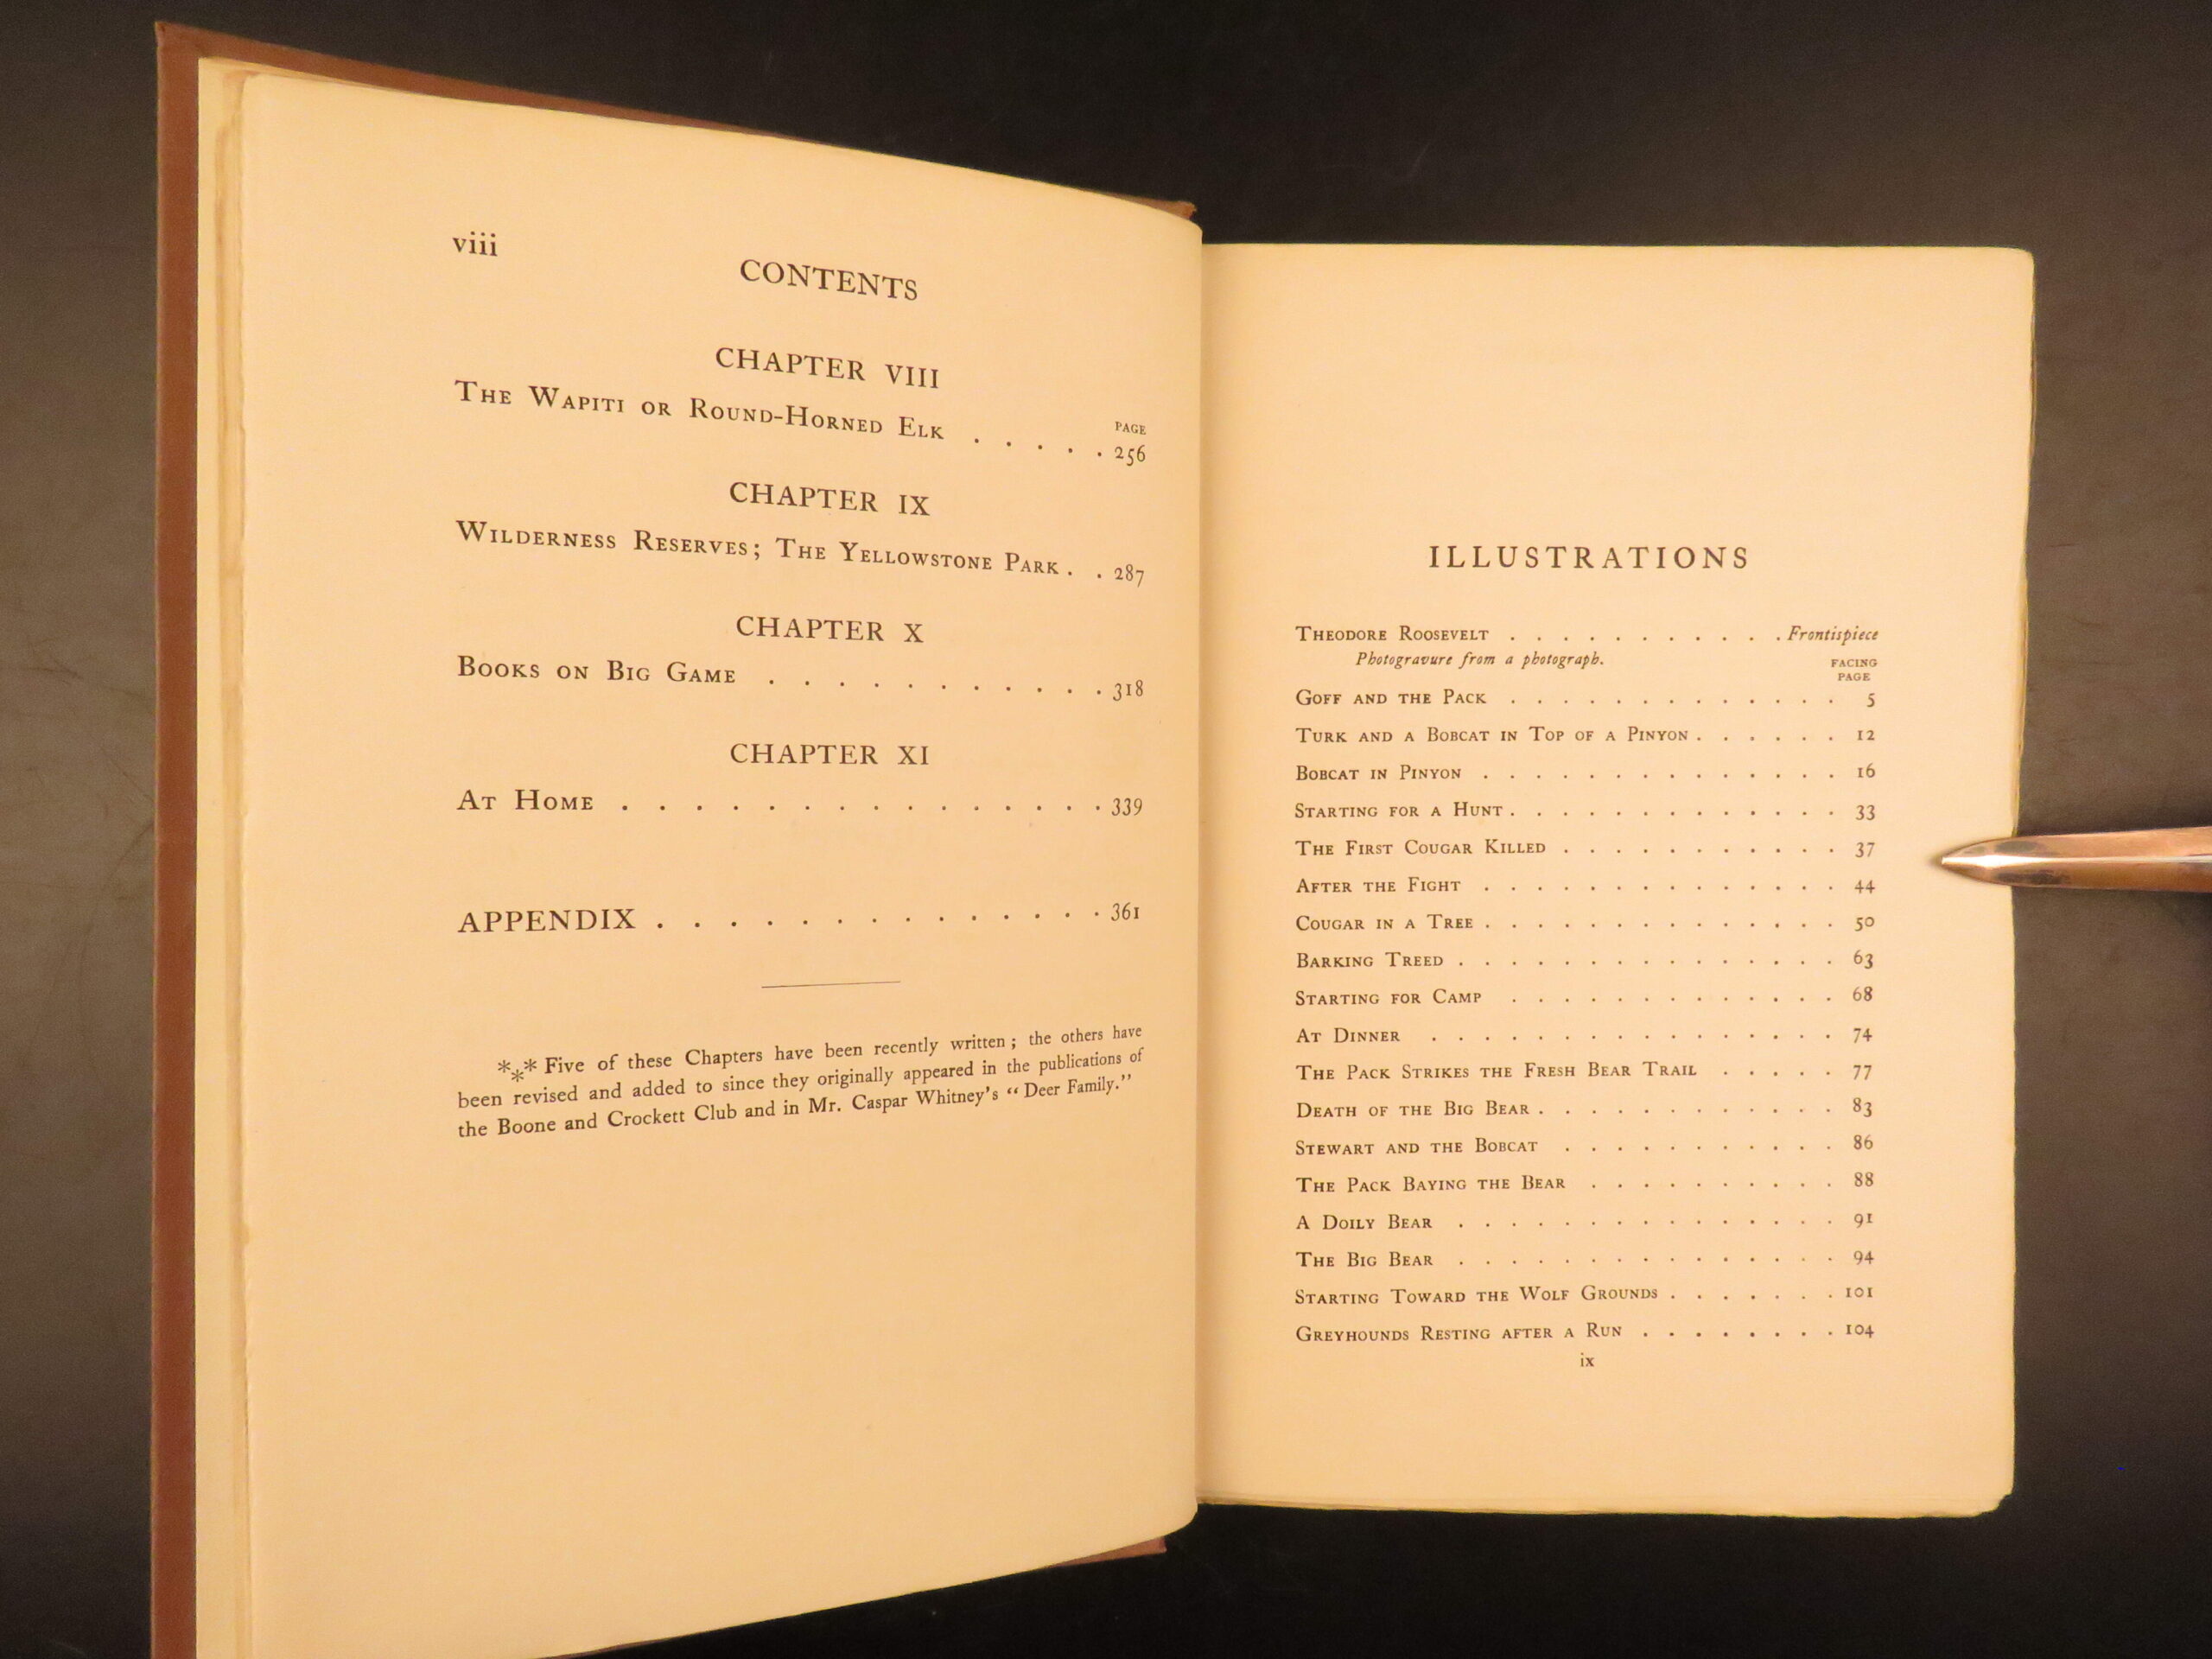 viii
CONTENTS
CHAPTER VIII
PAGE
The Wapiti or Round-Horned Elk . . . . . 256
CHAPTER IX
Wilderness Reserves; The Yellowstone Park . . 287
CHAPTER X
Books on Big Game . . . . . . . . . . . 318
CHAPTER XI
At Home . . . . . . . . . . . . . . . 339
APPENDIX . . . . . . . . . . . . . 361
*** Five of these Chapters have been recently written; the others have
been revised and added to since they originally appeared in the publications of
the Boone and Crockett Club and in Mr. Caspar Whitney's "Deer Family."
ILLUSTRATIONS
Theodore Roosevelt . . . . . . . . . . . Frontispiece
Photogravure from a photograph.
FACING
PAGE
Goff and the Pack . . . . . . . . . . . . . 5
Turk and a Bobcat in Top of a Pinyon . . . . . . 12
Bobcat in Pinyon . . . . . . . . . . . . . . 16
Starting for a Hunt . . . . . . . . . . . . . 33
The First Cougar Killed . . . . . . . . . . . 37
After the Fight . . . . . . . . . . . . . . 44
Cougar in a Tree . . . . . . . . . . . . . . 50
Barking Treed . . . . . . . . . . . . . . . 63
Starting for Camp . . . . . . . . . . . . . 68
At Dinner . . . . . . . . . . . . . . . . 74
The Pack Strikes the Fresh Bear Trail . . . . . 77
Death of the Big Bear . . . . . . . . . . . . 83
Stewart and the Bobcat . . . . . . . . . . . 86
The Pack Baying the Bear . . . . . . . . . . 88
A Doily Bear . . . . . . . . . . . . . . . 91
The Big Bear . . . . . . . . . . . . . . . 94
Starting Toward the Wolf Grounds . . . . . . . 101
Greyhounds Resting after a Run . . . . . . . . 104
ix